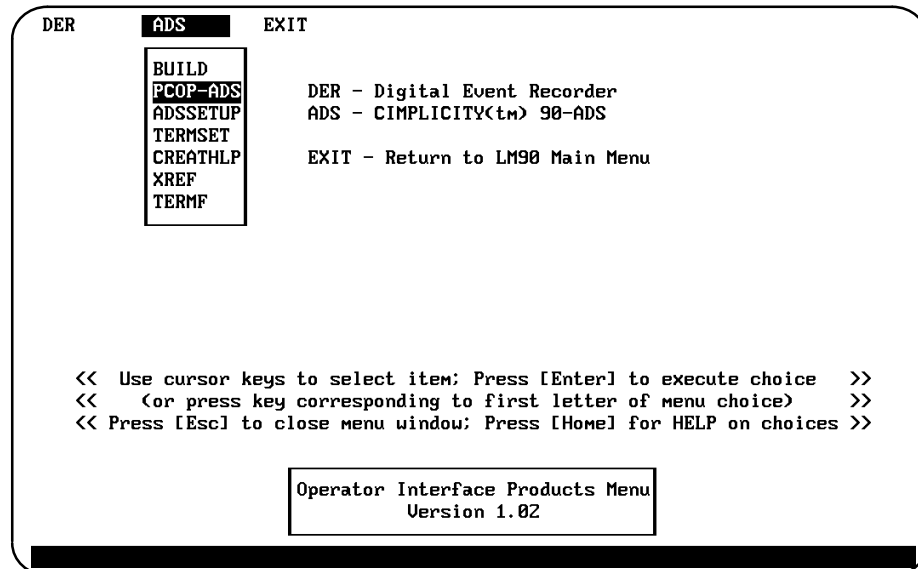 DER ADS EXIT
BUILD
PCOP-ADS
ADSSETUP
TERMSET
CREATHLP
XREF
TERMF
DER - Digital Event Recorder
ADS - CIMPLICITY(tm) 90-ADS
EXIT - Return to LM90 Main Menu
<< Use cursor keys to select item; Press [Enter] to execute choice >>
<< (or press key corresponding to first letter of menu choice) >>
<< Press [Esc] to close menu window; Press [Home] for HELP on choices >>
Operator Interface Products Menu
Version 1.02